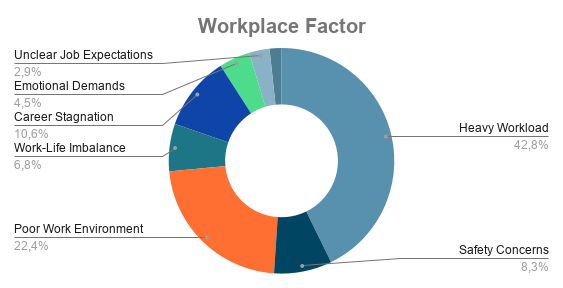 Workplace Factor
Unclear Job Expectations
2,9%
Emotional Demands
4,5%
Career Stagnation
10,6%
Work-Life Imbalance
6,8%
Poor Work Environment
22,4%
Heavy Workload
42,8%
Safety Concerns
8,3%